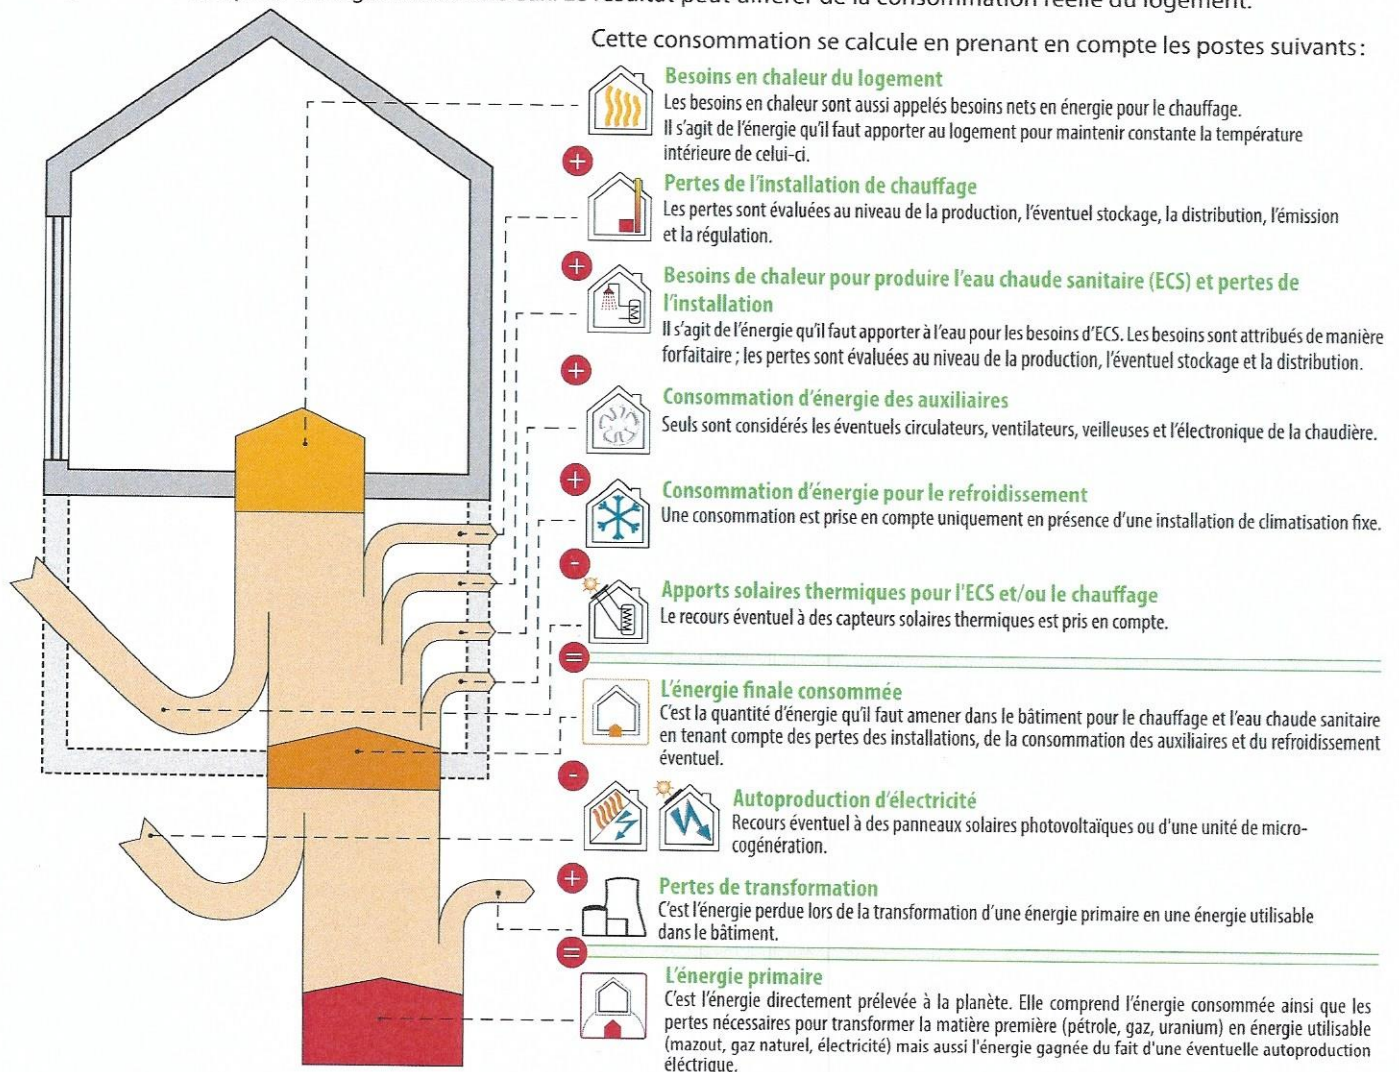 résultat peut différer de la consommation réelle du logement.
Cette consommation se calcule en prenant en compte les postes suivants :
Besoins en chaleur du logement
Les besoins en chaleur sont aussi appelés besoins nets en énergie pour le chauffage.
Il s'agit de l'énergie qu'il faut apporter au logement pour maintenir constante la température
intérieure de celui-ci.
+
Pertes de l'installation de chauffage
Les pertes sont évaluées au niveau de la production, l'éventuel stockage, la distribution, l'émission
et la régulation.
+
Besoins de chaleur pour produire l'eau chaude sanitaire (ECS) et pertes de
l'installation
Il s'agit de l'énergie qu'il faut apporter à l'eau pour les besoins d'ECS. Les besoins sont attribués de manière
forfaitaire ; les pertes sont évaluées au niveau de la production, l'éventuel stockage et la distribution.
+
Consommation d'énergie des auxiliaires
Seuls sont considérés les éventuels circulateurs, ventilateurs, veilleuses et l'électronique de la chaudière.
+
Consommation d'énergie pour le refroidissement
Une consommation est prise en compte uniquement en présence d'une installation de climatisation fixe.
-
Apports solaires thermiques pour l'ECS et/ou le chauffage
Le recours éventuel à des capteurs solaires thermiques est pris en compte.
=
L'énergie finale consommée
C'est la quantité d'énergie qu'il faut amener dans le bâtiment pour le chauffage et l'eau chaude sanitaire
en tenant compte des pertes des installations, de la consommation des auxiliaires et du refroidissement
éventuel.
-
Autoproduction d'électricité
Recours éventuel à des panneaux solaires photovoltaïques ou d'une unité de micro-
cogénération.
+
Pertes de transformation
C'est l'énergie perdue lors de la transformation d'une énergie primaire en une énergie utilisable
dans le bâtiment.
=
L'énergie primaire
C'est l'énergie directement prélevée à la planète. Elle comprend l'énergie consommée ainsi que les
pertes nécessaires pour transformer la matière première (pétrole, gaz, uranium) en énergie utilisable
(mazout, gaz naturel, électricité) mais aussi l'énergie gagnée du fait d'une éventuelle autoproduction
éléctrique.